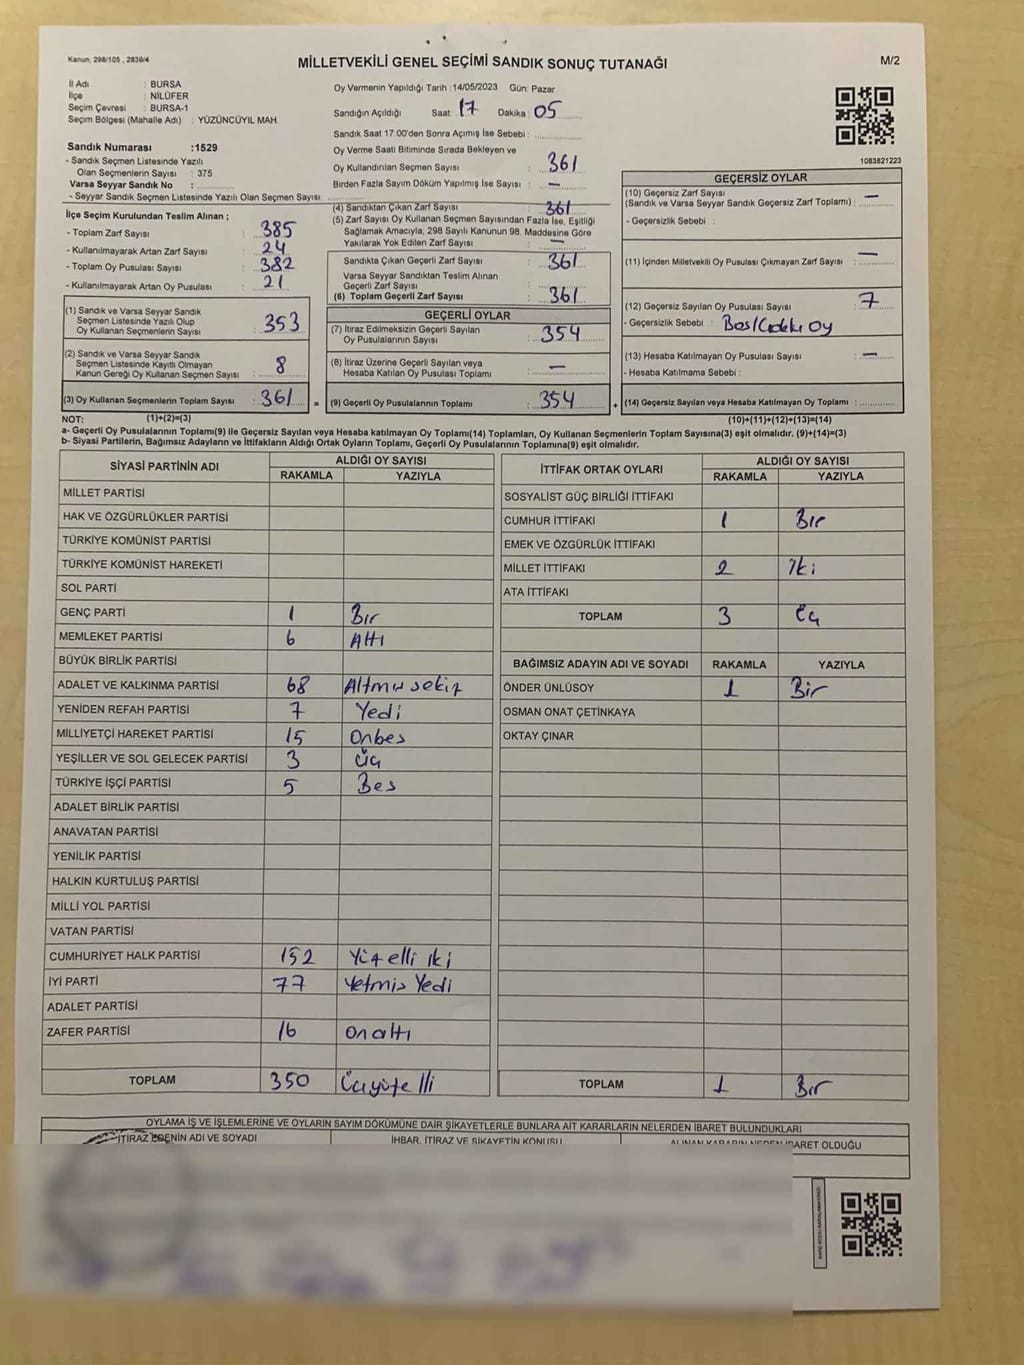 Kanun; 298/105 , 2839/4
MİLLETVEKİLİ GENEL SEÇİMİ SANDIK SONUÇ TUTANAĞI
M/2
İl Adı : BURSA
İlçe : NİLÜFER
Seçim Çevresi : BURSA-1
Seçim Bölgesi (Mahalle Adı) : YÜZÜNCÜYIL MAH
Sandık Numarası :1529
- Sandık Seçmen Listesinde Yazılı
Olan Seçmenlerin Sayısı : 375
Varsa Seyyar Sandık No :
- Seyyar Sandık Seçmen Listesinde Yazılı Olan Seçmen Sayısı
İlçe Seçim Kurulundan Teslim Alınan ;
- Toplam Zarf Sayısı : 385
- Kullanılmayarak Artan Zarf Sayısı : 24
- Toplam Oy Pusulası Sayısı : 382
- Kullanılmayarak Artan Oy Pusulası : 21
(1) Sandık ve Varsa Seyyar Sandık
Seçmen Listesinde Yazılı Olup
Oy Kullanan Seçmenlerin Sayısı : 353
(2) Sandık ve Varsa Seyyar Sandık
Seçmen Listesinde Kayıtlı Olmayan
Kanun Gereği Oy Kullanan Seçmen Sayısı : 8
(3) Oy Kullanan Seçmenlerin Toplam Sayısı : 361 =
Oy Vermenin Yapıldığı Tarih :14/05/2023 Gün: Pazar
Sandığın Açıldığı Saat: 17 Dakika: 05
Sandık Saat 17:00'den Sonra Açımış İse Sebebi :
Oy Verme Saati Bitiminde Sırada Bekleyen ve
Oy Kullandırılan Seçmen Sayısı : 361
Birden Fazla Sayım Döküm Yapılmış İse Sayısı : —
(4) Sandıktan Çıkan Zarf Sayısı : 361
(5) Zarf Sayısı Oy Kullanan Seçmen Sayısından Fazla İse, Eşitliği
Sağlamak Amacıyla; 298 Sayılı Kanunun 98. Maddesine Göre
Yakılarak Yok Edilen Zarf Sayısı : —
Sandıkta Çıkan Geçerli Zarf Sayısı : 361
Varsa Seyyar Sandıktan Teslim Alınan
Geçerli Zarf Sayısı :
(6) Toplam Geçerli Zarf Sayısı : 361
GEÇERLİ OYLAR
(7) İtiraz Edilmeksizin Geçerli Sayılan
Oy Pusulalarının Sayısı : 354
(8) İtiraz Üzerine Geçerli Sayılan veya
Hesaba Katılan Oy Pusulası Toplamı : —
(9) Geçerli Oy Pusulalarının Toplamı : 354 +
1083821223
GEÇERSİZ OYLAR
(10) Geçersiz Zarf Sayısı
(Sandık ve Varsa Seyyar Sandık Geçersiz Zarf Toplamı) : —
- Geçersizlik Sebebi :
(11) İçinden Milletvekili Oy Pusulası Çıkmayan Zarf Sayısı : —
(12) Geçersiz Sayılan Oy Pusulası Sayısı : 7
- Geçersizlik Sebebi : Boş/ Oy
(13) Hesaba Katılmayan Oy Pusulası Sayısı : —
- Hesaba Katılmama Sebebi :
(14) Geçersiz Sayılan veya Hesaba Katılmayan Oy Toplamı :
NOT: (1)+(2)=(3) (10)+(11)+(12)+(13)=(14)
a- Geçerli Oy Pusulalarının Toplamı(9) ile Geçersiz Sayılan veya Hesaba Katılmayan Oy Toplamı(14) Toplamları, Oy Kullanan Seçmenlerin Toplam Sayısına(3) eşit olmalıdır. (9)+(14)=(3)
b- Siyasi Partilerin, Bağımsız Adayların ve İttifakların Aldığı Ortak Oyların Toplamı, Geçerli Oy Pusulalarının Toplamına(9) eşit olmalıdır.
SİYASİ PARTİNİN ADI
ALDIĞI OY SAYISI
RAKAMLA YAZIYLA
MİLLET PARTİSİ
HAK VE ÖZGÜRLÜKLER PARTİSİ
TÜRKİYE KOMÜNİST PARTİSİ
TÜRKİYE KOMÜNİST HAREKETİ
SOL PARTİ
GENÇ PARTİ 1 Bir
MEMLEKET PARTİSİ 6 Altı
BÜYÜK BİRLİK PARTİSİ
ADALET VE KALKINMA PARTİSİ 68 Altmış sekiz
YENİDEN REFAH PARTİSİ 7 Yedi
MİLLİYETÇİ HAREKET PARTİSİ 15 Onbes
YEŞİLLER VE SOL GELECEK PARTİSİ 3 Üç
TÜRKİYE İŞÇİ PARTİSİ 5 Bes
ADALET BİRLİK PARTİSİ
ANAVATAN PARTİSİ
YENİLİK PARTİSİ
HALKIN KURTULUŞ PARTİSİ
MİLLİ YOL PARTİSİ
VATAN PARTİSİ
CUMHURİYET HALK PARTİSİ 152 Yüz elli iki
İYİ PARTİ 77 Yetmiş Yedi
ADALET PARTİSİ
ZAFER PARTİSİ 16 Onaltı
TOPLAM 350 Üçyüzelli
İTTİFAK ORTAK OYLARI
ALDIĞI OY SAYISI
RAKAMLA YAZIYLA
SOSYALİST GÜÇ BİRLİĞİ İTTİFAKI
CUMHUR İTTİFAKI 1 Bir
EMEK VE ÖZGÜRLÜK İTTİFAKI
MİLLET İTTİFAKI 2 İki
ATA İTTİFAKI
TOPLAM 3 Üç
BAĞIMSIZ ADAYIN ADI VE SOYADI RAKAMLA YAZIYLA
ÖNDER ÜNLÜSOY 1 Bir
OSMAN ONAT ÇETİNKAYA
OKTAY ÇINAR
TOPLAM 1 Bir
OYLAMA İŞ VE İŞLEMLERİNE VE OYLARIN SAYIM DÖKÜMÜNE DAİR ŞİKAYETLERLE BUNLARA AİT KARARLARIN NELERDEN İBARET BULUNDUKLARI
İTİRAZ EDENİN ADI VE SOYADI
İHBAR, İTİRAZ VE ŞİKAYETİN KONUSU
ALINAN KARARIN NEDEN İBARET OLDUĞU